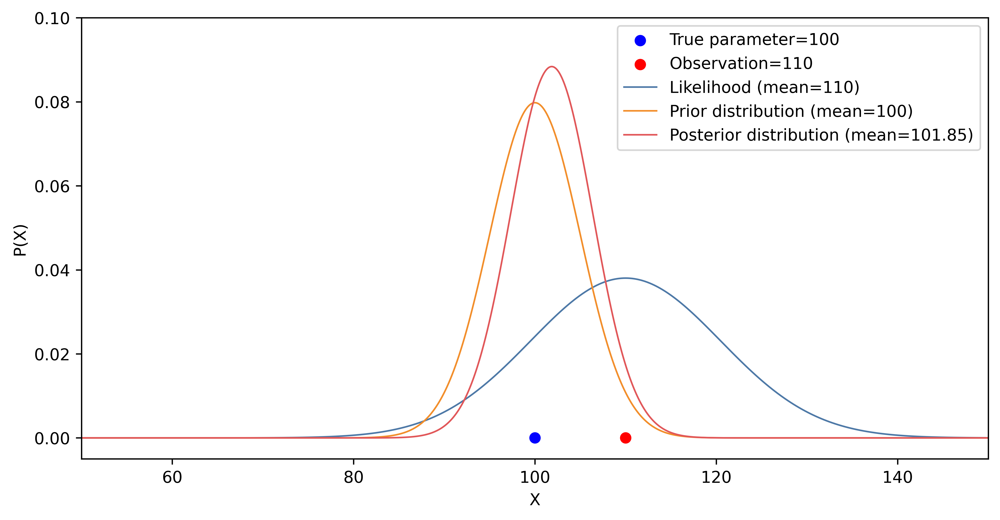 0.10
0.08
0.06
0.04
0.02
0.00
P(X)
True parameter=100
Observation=110
Likelihood (mean=110)
Prior distribution (mean=100)
Posterior distribution (mean=101.85)
60 80 100 120 140
X